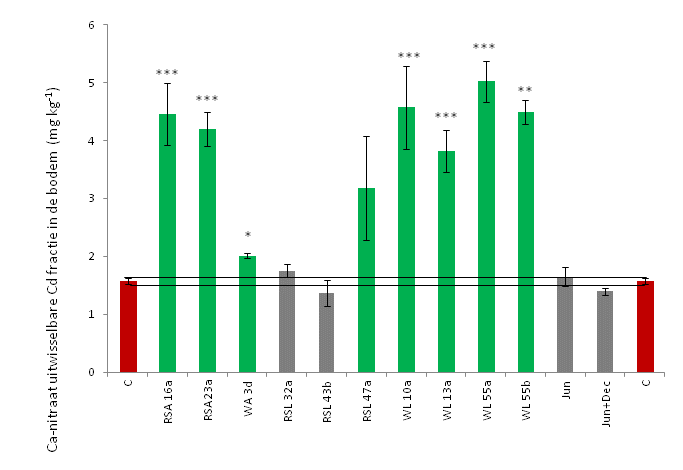 Ca-nitraat uitwisselbare Cd fractie in de bodem (mg kg⁻¹)
6
5
4
3
2
1
0
***
***
*
***
***
***
**
C
RSA 16a
RSA23a
WA 3d
RSL 32a
RSL 43b
RSL 47a
WL 10a
WL 13a
WL 55a
WL 55b
Jun
Jun+Dec
C